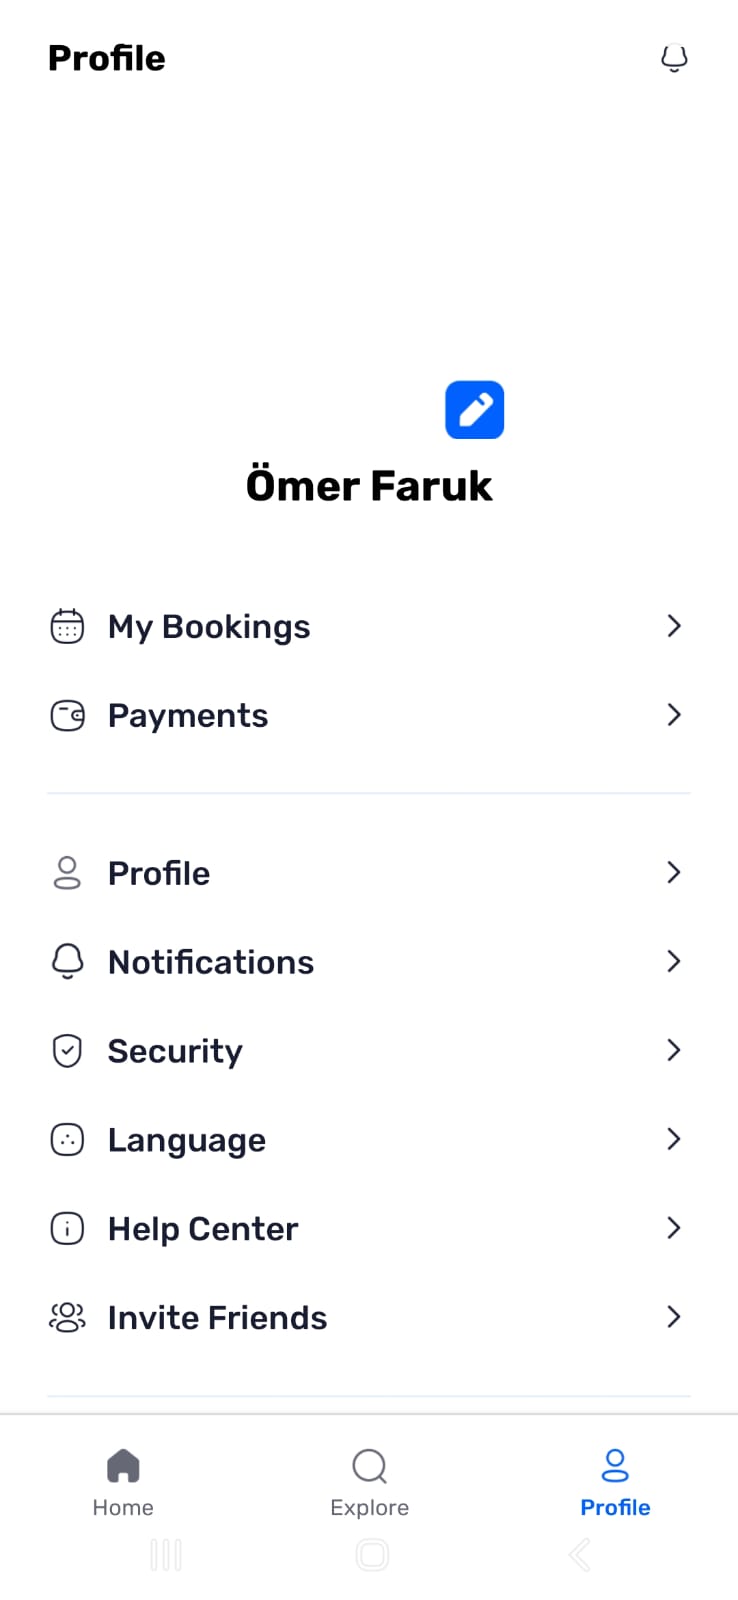 Profile
Ömer Faruk
My Bookings
Payments
Profile
Notifications
Security
Language
Help Center
Invite Friends
Home
Explore
Profile